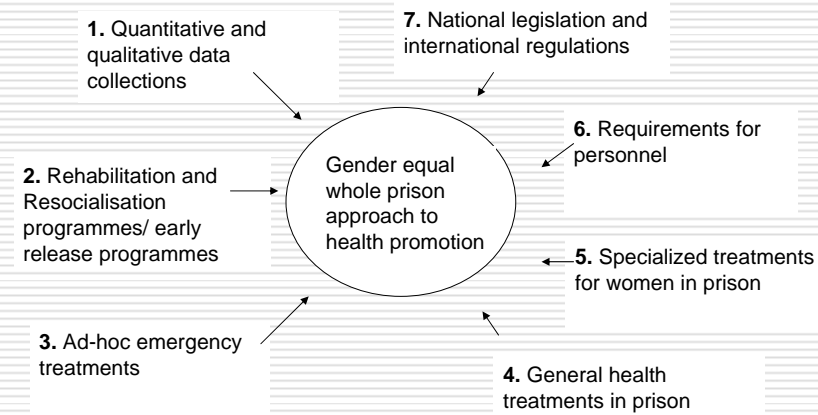 1. Quantitative and
qualitative data
collections
7. National legislation and
international regulations
6. Requirements for
personnel
Gender equal
whole prison
approach to
health promotion
2. Rehabilitation and
Resocialisation
programmes/ early
release programmes
5. Specialized treatments
for women in prison
3. Ad-hoc emergency
treatments
4. General health
treatments in prison